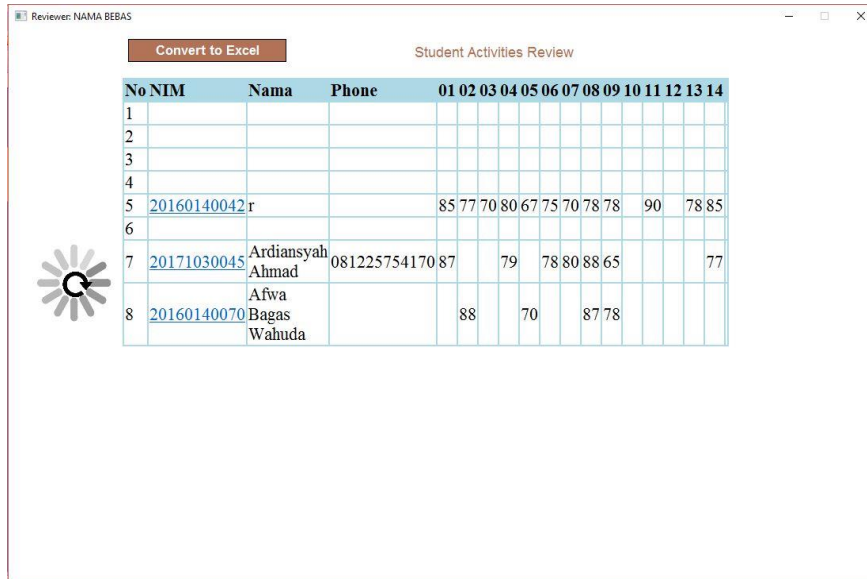 Reviewer: NAMA BEBAS
Convert to Excel
Student Activities Review
No NIM Nama Phone 01 02 03 04 05 06 07 08 09 10 11 12 13 14
1
2
3
4
5 20160140042 r 85 77 70 80 67 75 70 78 78 90 78 85
6
7 20171030045 Ardiansyah Ahmad 081225754170 87 79 78 80 88 65 77
8 20160140070 Afwa Bagas Wahuda 88 70 87 78